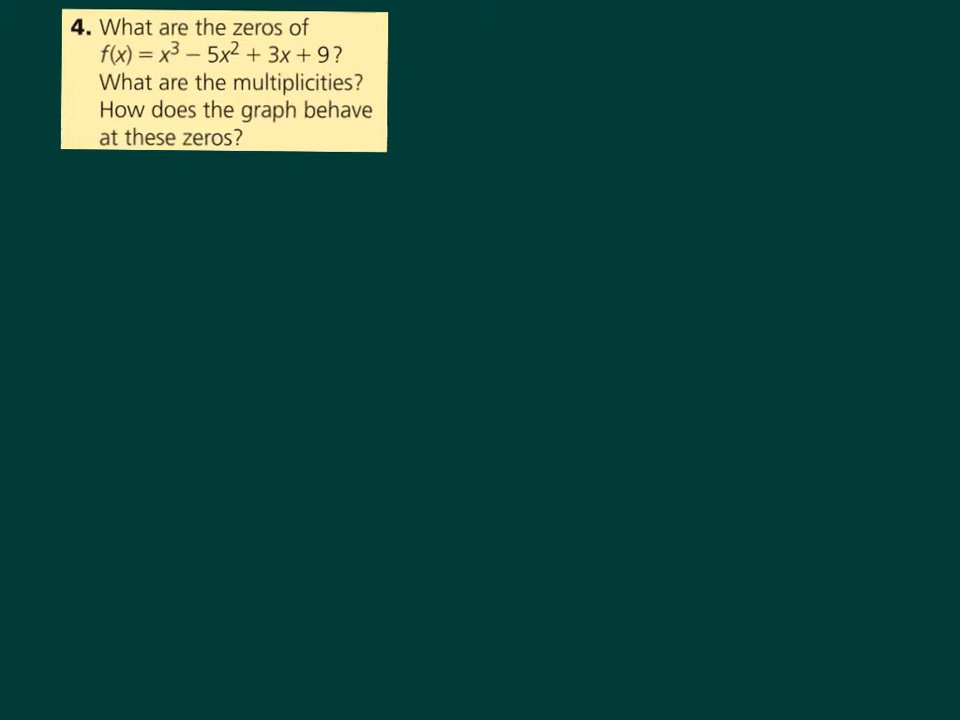 4. What are the zeros of
f(x) = x³ – 5x² + 3x + 9?
What are the multiplicities?
How does the graph behave
at these zeros?